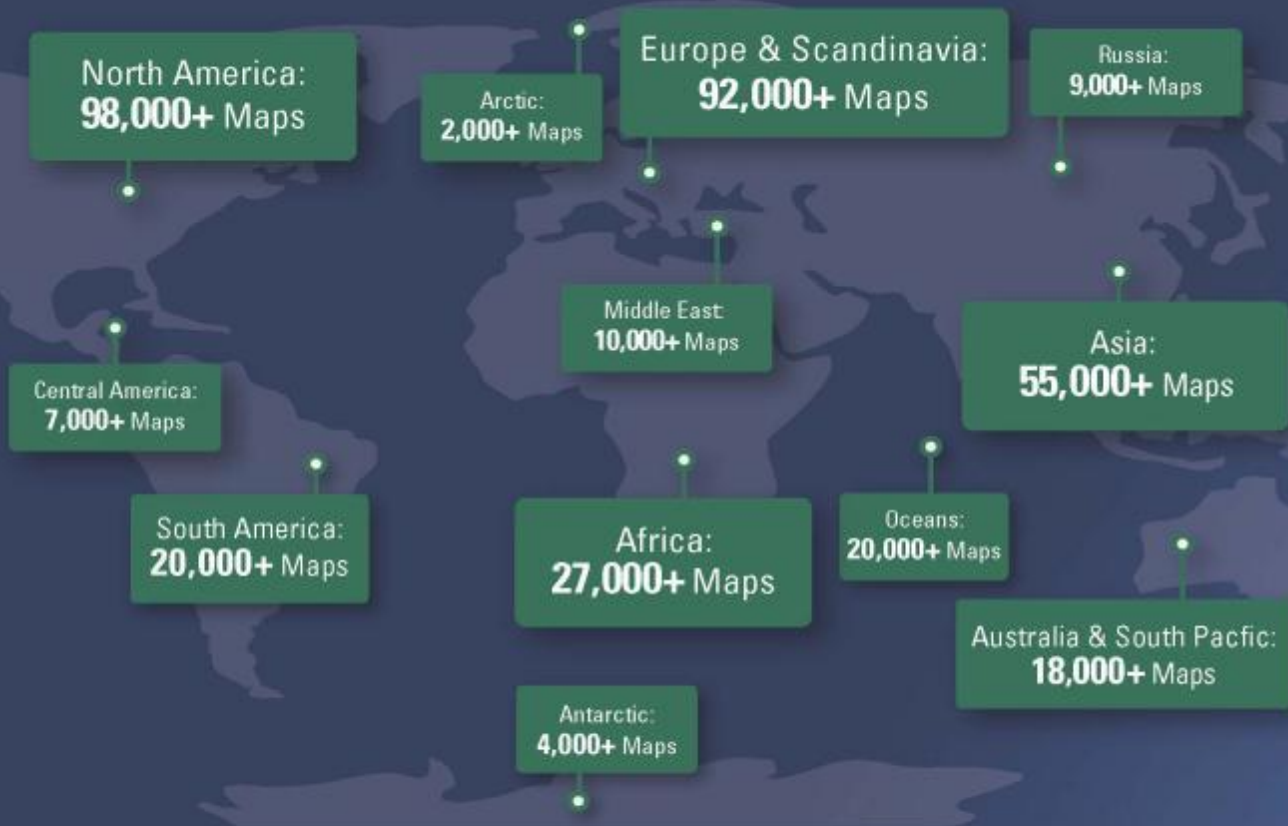 North America:
98,000+ Maps
Arctic:
2,000+ Maps
Europe & Scandinavia:
92,000+ Maps
Russia:
9,000+ Maps
Middle East:
10,000+ Maps
Asia:
55,000+ Maps
Central America:
7,000+ Maps
South America:
20,000+ Maps
Africa:
27,000+ Maps
Oceans:
20,000+ Maps
Australia & South Pacfic:
18,000+ Maps
Antarctic:
4,000+ Maps